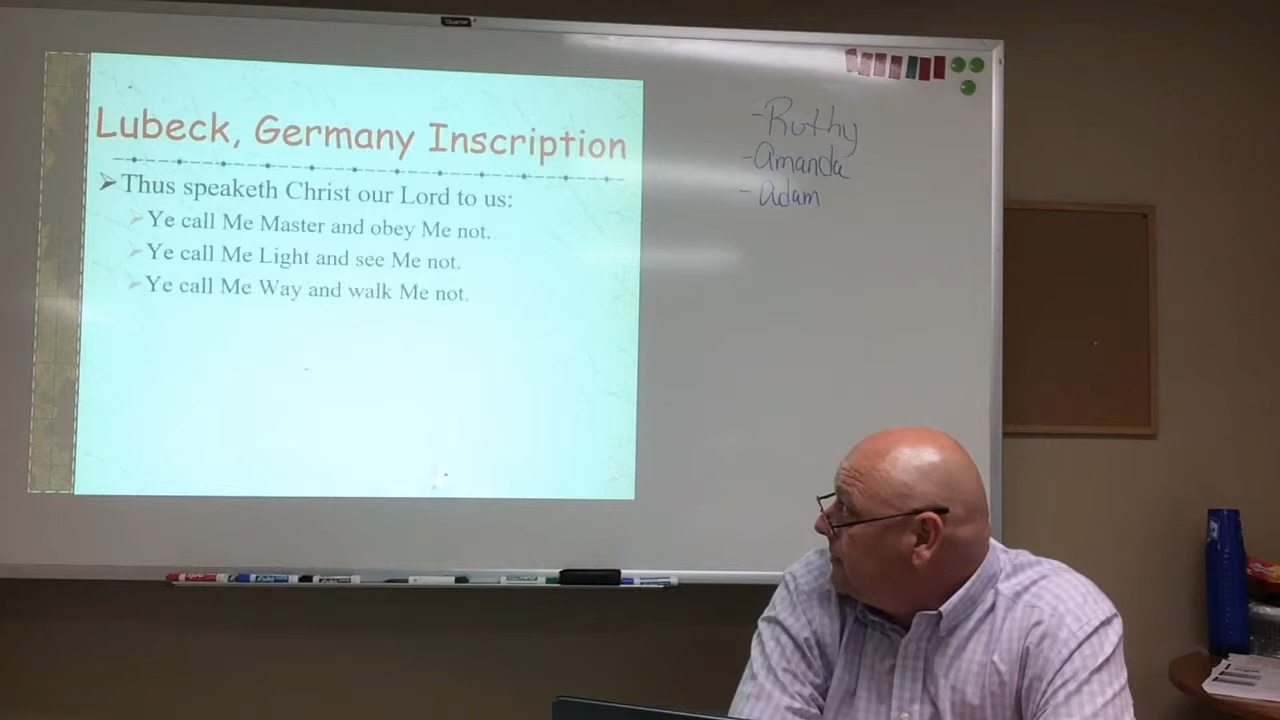 Quartet
Lubeck, Germany Inscription
Thus speaketh Christ our Lord to us:
Ye call Me Master and obey Me not.
Ye call Me Light and see Me not.
Ye call Me Way and walk Me not.
-Ruthy
-Amanda
-Adam